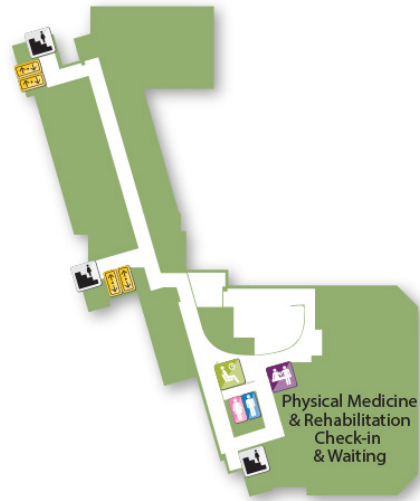 Physical Medicine
& Rehabilitation
Check-in
& Waiting